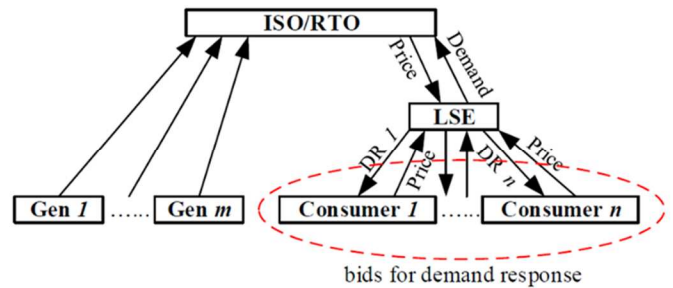 ISO/RTO
Price
Demand
LSE
DR 1
Price
DR n
Price
Gen 1 ...... Gen m
Consumer 1 ...... Consumer n
bids for demand response